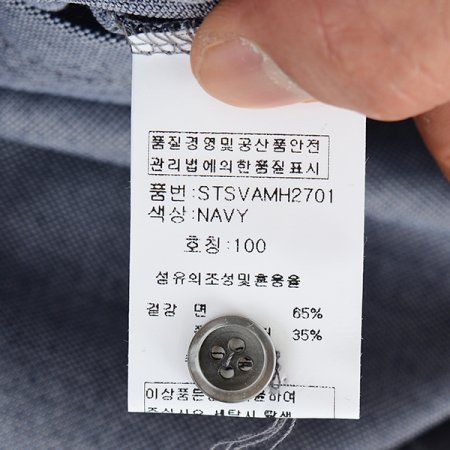 품질경영및공산품안전
관리법에의한품질표시
품번:STSVAMH2701
색상:NAVY
호칭:100
섬유의조성및혼용율
겉감 면 65%
35%
이상품은